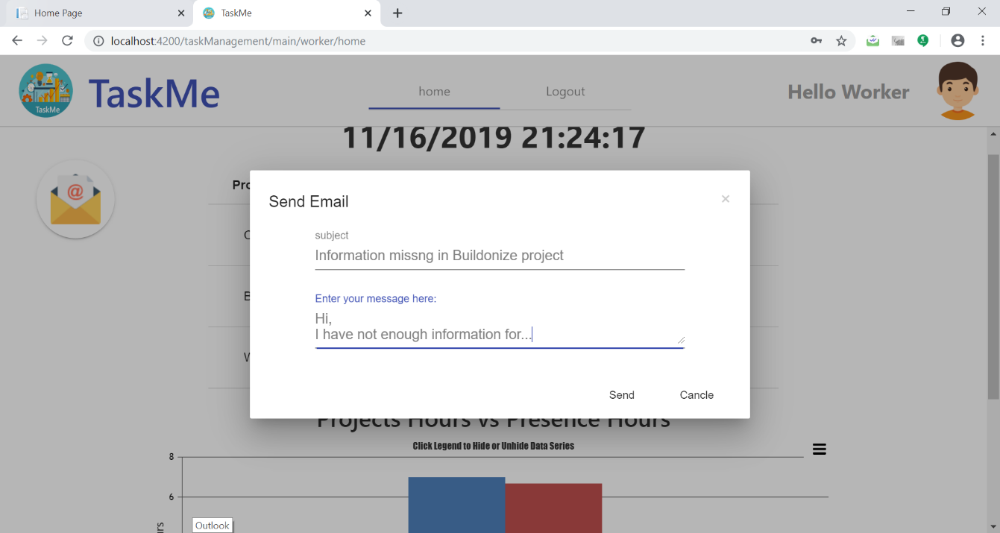 Home Page
TaskMe
localhost:4200/taskManagement/main/worker/home
TaskMe
TaskMe
home
Logout
Hello Worker
11/16/2019 21:24:17
@
Send Email
×
subject
Information missng in Buildonize project
Enter your message here:
Hi,
I have not enough information for...
Send
Cancle
Projects Hours vs Presence Hours
Click Legend to Hide or Unhide Data Series
8
6
Outlook